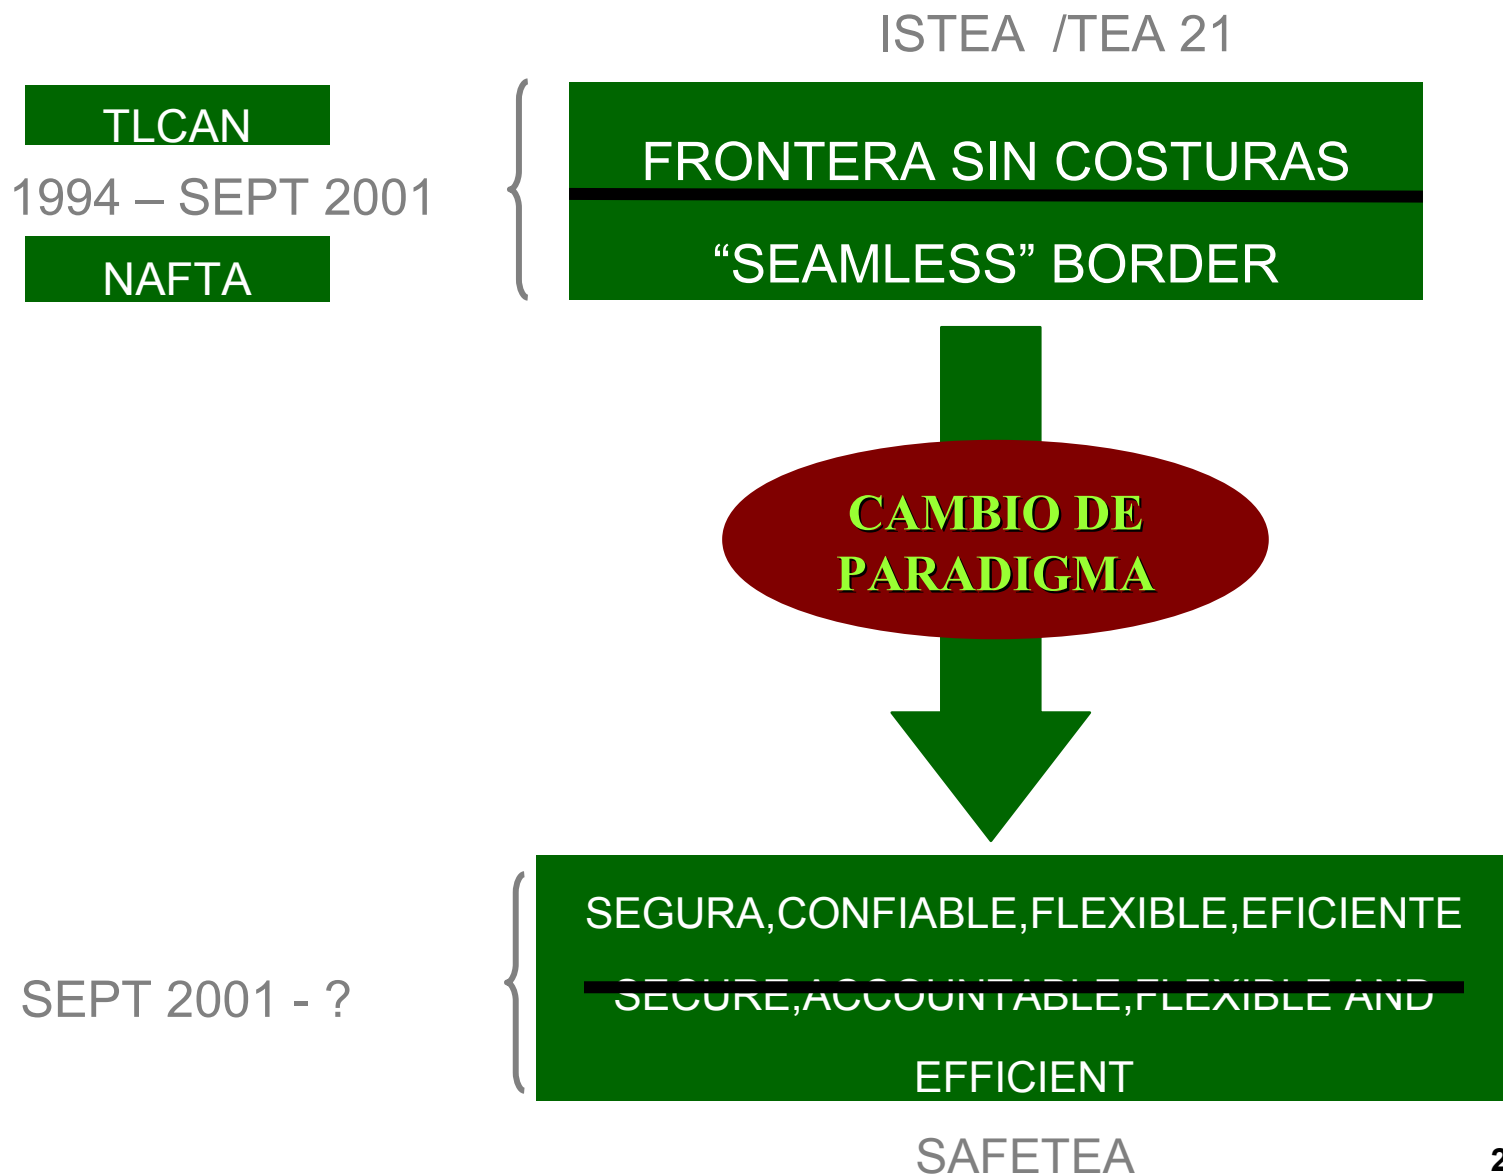 ISTEA /TEA 21
TLCAN
1994 – SEPT 2001
NAFTA
FRONTERA SIN COSTURAS
“SEAMLESS” BORDER
CAMBIO DE
PARADIGMA
SEPT 2001 - ?
SEGURA,CONFIABLE,FLEXIBLE,EFICIENTE
SECURE,ACCOUNTABLE,FLEXIBLE AND
EFFICIENT
SAFETEA
2